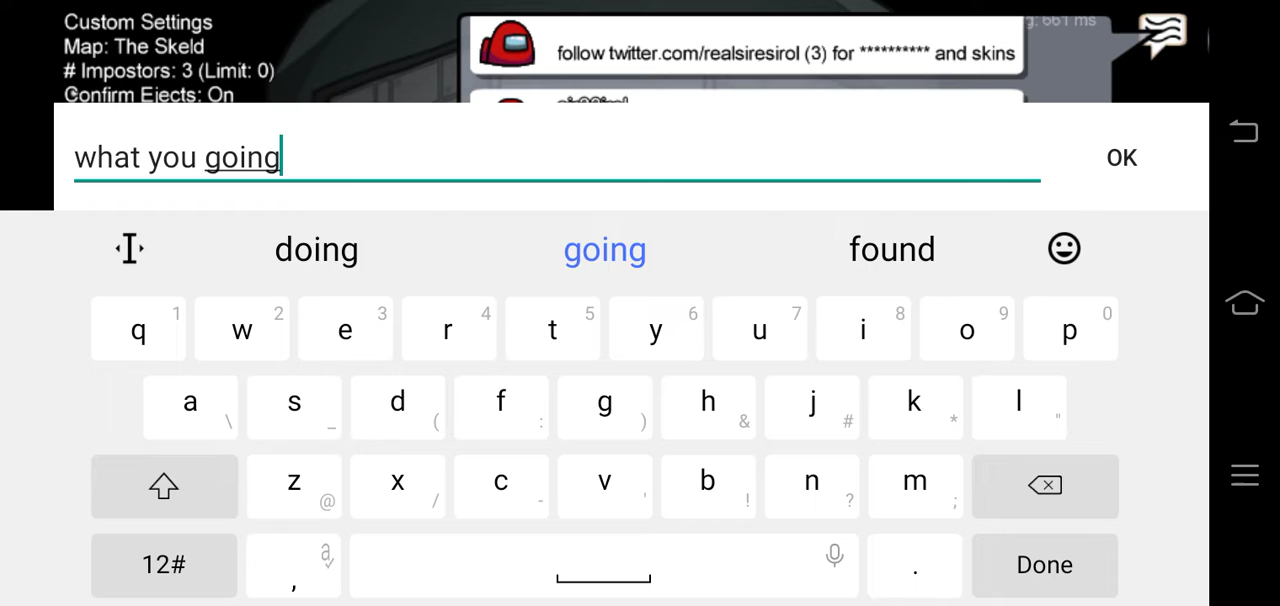 Custom Settings
Map: The Skeld
# Impostors: 3 (Limit: 0)
Confirm Ejects: On
g: 661 ms
follow twitter.com/realsiresirol (3) for ********** and skins
what you going
OK
doing going found
q 1 w 2 e 3 r 4 t 5 y 6 u 7 i 8 o 9 p 0
a \ s _ d ( f : g ) h & j # k * l "
z @ x / c - v ' b ! n ? m ;
12# , . Done